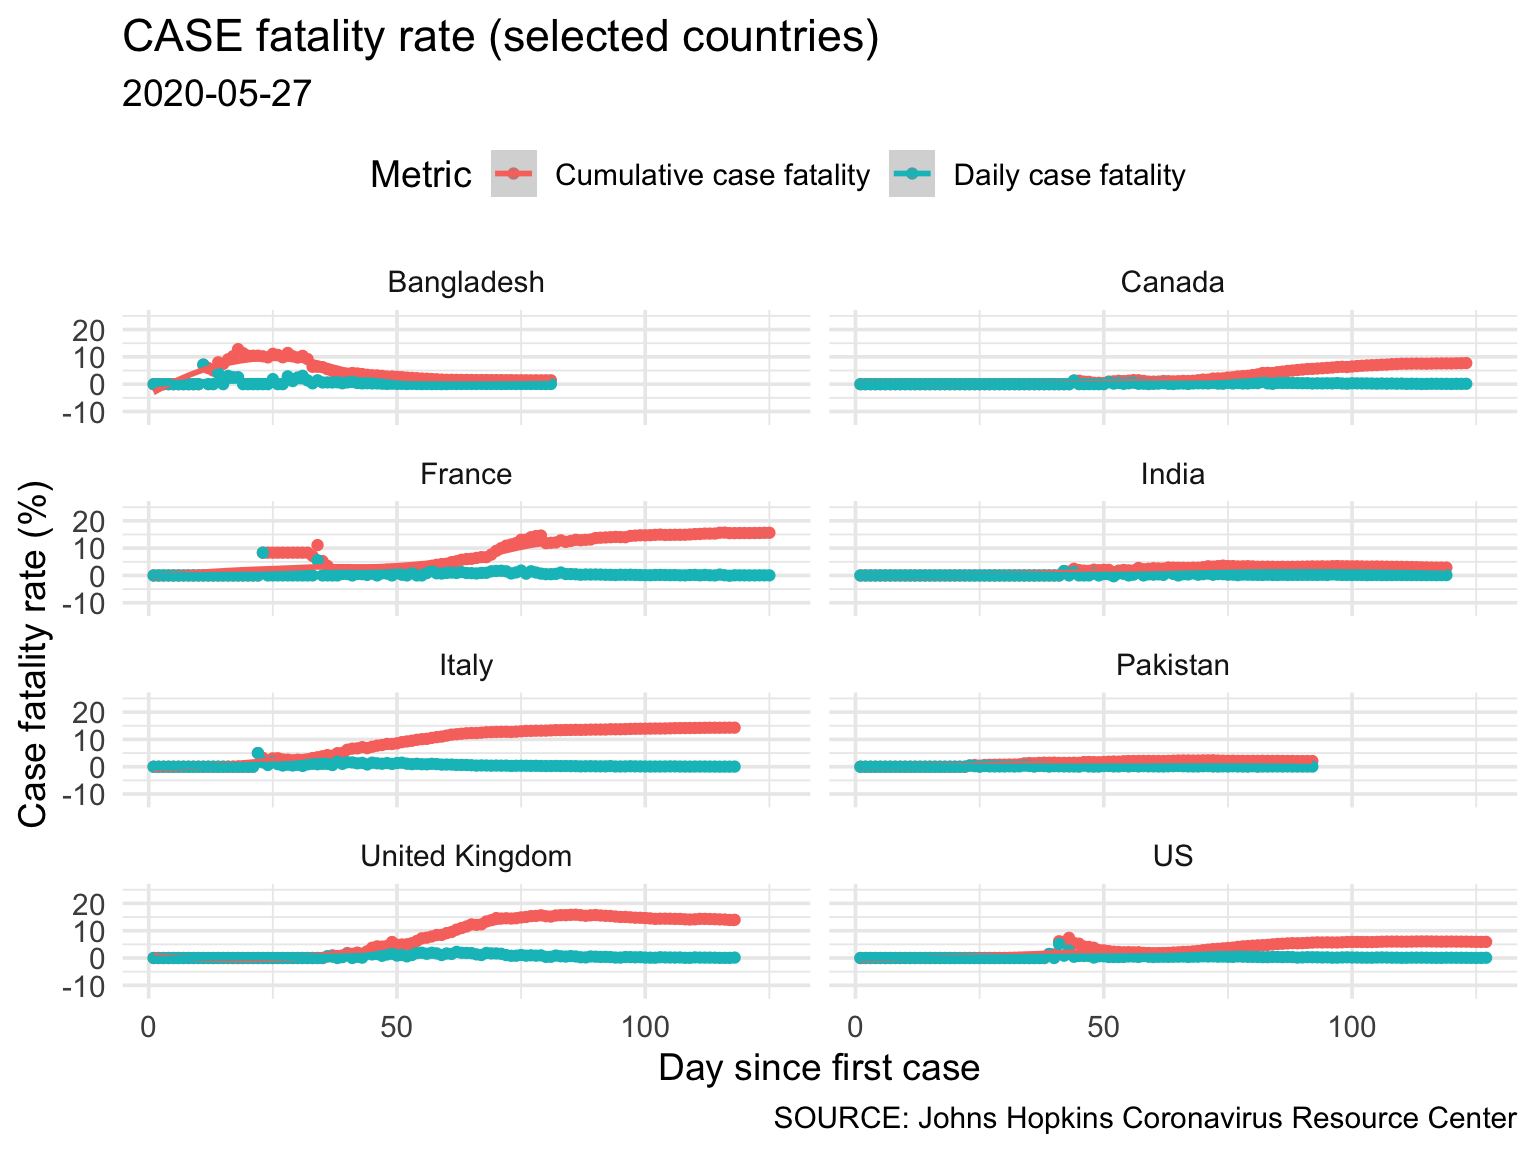 CASE fatality rate (selected countries)
2020-05-27
Metric Cumulative case fatality Daily case fatality
Bangladesh Canada
20
10
0
-10
France India
20
10
0
-10
Italy Pakistan
20
10
0
-10
United Kingdom US
20
10
0
-10
0 50 100 0 50 100
Case fatality rate (%)
Day since first case
SOURCE: Johns Hopkins Coronavirus Resource Center